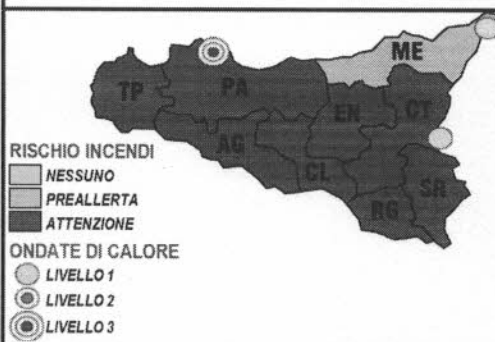 ME
TP
PA
EN
CT
AG
CL
SR
RG
RISCHIO INCENDI
NESSUNO
PREALLERTA
ATTENZIONE
ONDATE DI CALORE
LIVELLO 1
LIVELLO 2
LIVELLO 3